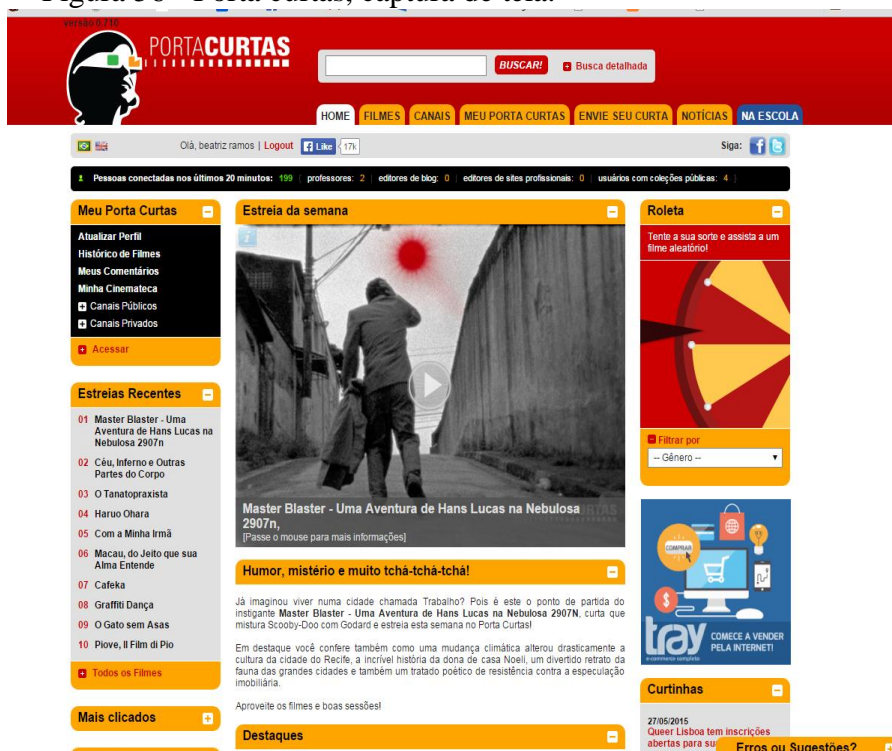 Figura 38 - Porta curtas, captura de tela.
versão 0.710
PORTACURTAS
BUSCAR!
Busca detalhada
HOME FILMES CANAIS MEU PORTA CURTAS ENVIE SEU CURTA NOTÍCIAS NA ESCOLA
Olá, beatriz ramos | Logout Like 17k
Siga:
Pessoas conectadas nos últimos 20 minutos: 199 ( professores: 2 | editores de blog: 0 | editores de sites profissionais: 0 | usuários com coleções públicas: 4 )
Meu Porta Curtas
Atualizar Perfil
Histórico de Filmes
Meus Comentários
Minha Cinemateca
Canais Públicos
Canais Privados
Acessar
Estreias Recentes
01 Master Blaster - Uma
Aventura de Hans Lucas na
Nebulosa 2907n
02 Céu, Inferno e Outras
Partes do Corpo
03 O Tanatopraxista
04 Haruo Ohara
05 Com a Minha Irmã
06 Macau, do Jeito que sua
Alma Entende
07 Cafeka
08 Graffiti Dança
09 O Gato sem Asas
10 Piove, Il Film di Pio
Todos os Filmes
Mais clicados
Estreia da semana
Master Blaster - Uma Aventura de Hans Lucas na Nebulosa
2907n,
[Passe o mouse para mais informações]
Humor, mistério e muito tchá-tchá-tchá!
Já imaginou viver numa cidade chamada Trabalho? Pois é este o ponto de partida do
instigante Master Blaster - Uma Aventura de Hans Lucas na Nebulosa 2907N, curta que
mistura Scooby-Doo com Godard e estreia esta semana no Porta Curtas!
Em destaque você confere também como uma mudança climática alterou drasticamente a
cultura da cidade do Recife, a incrível história da dona de casa Noeli, um divertido retrato da
fauna das grandes cidades e também um tratado poético de resistência contra a especulação
imobiliária.
Aproveite os filmes e boas sessões!
Destaques
Roleta
Tente a sua sorte e assista a um
filme aleatório!
Filtrar por
-- Gênero --
COMPRAR
tray
e-commerce completo
COMECE A VENDER
PELA INTERNET!
Curtinhas
27/05/2015
Queer Lisboa tem inscrições
abertas para
Erros ou Sugestões?